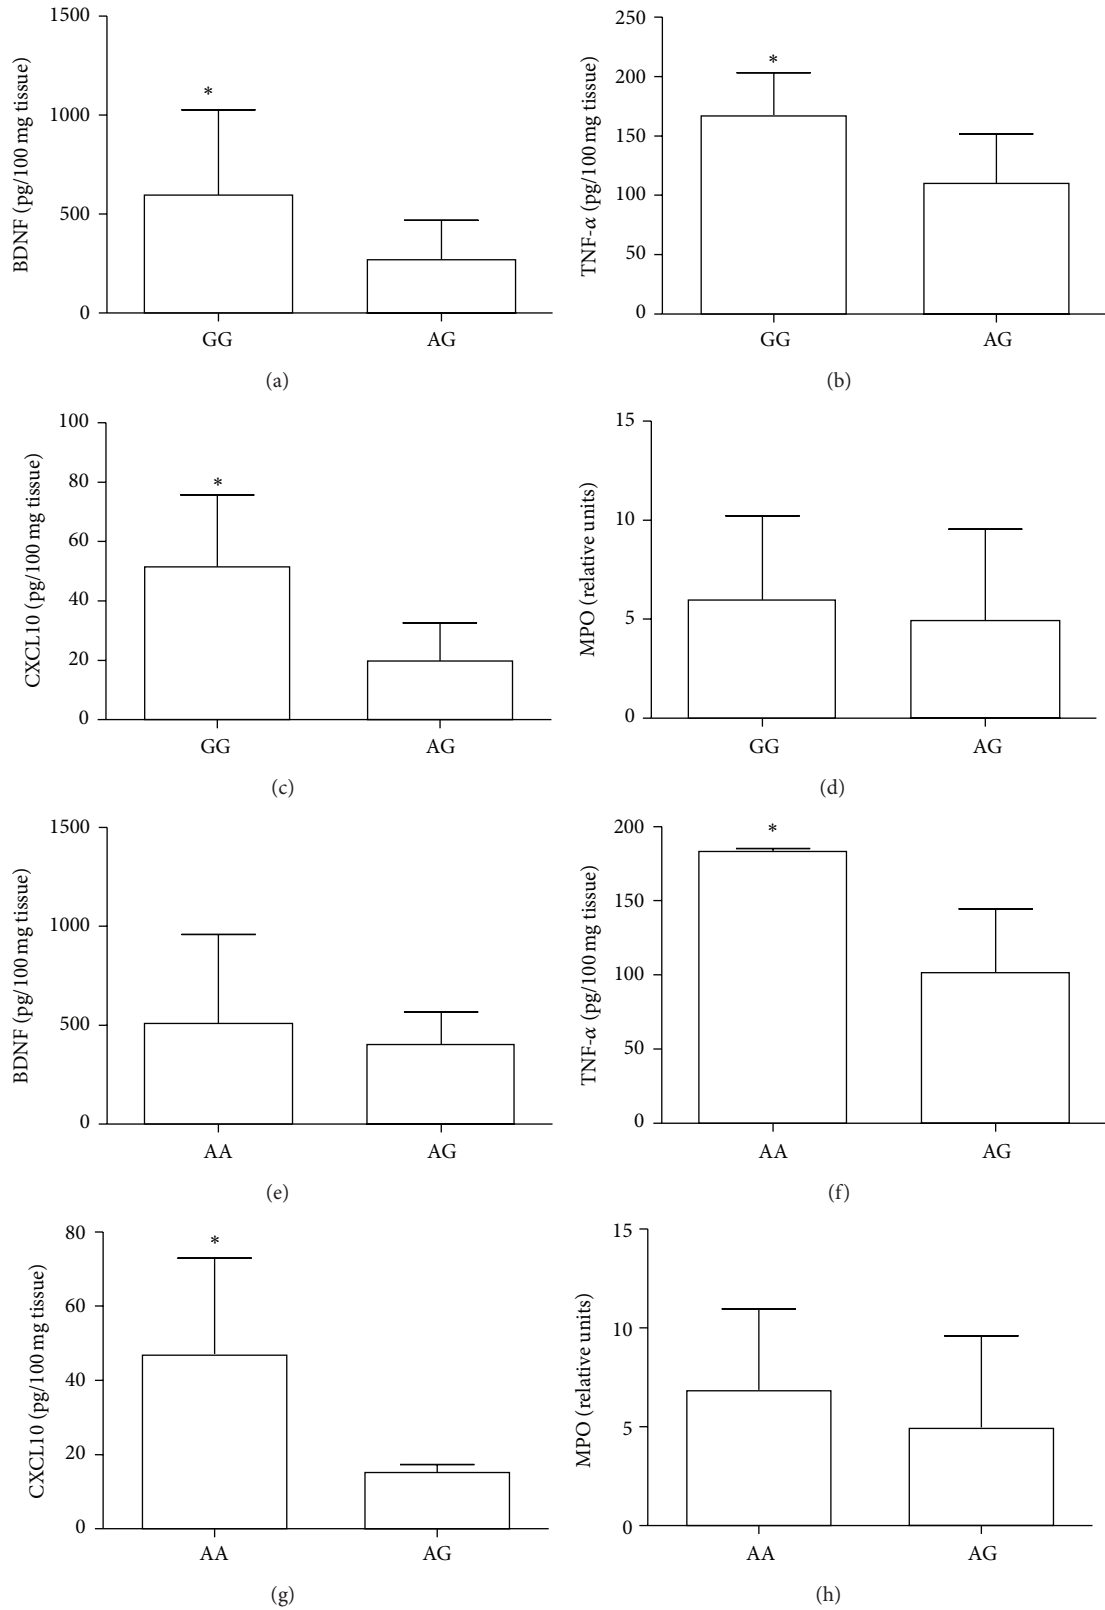 BDNF (pg/100 mg tissue)
1500
1000
500
0
*
GG
AG
(a)
TNF-α (pg/100 mg tissue)
250
200
150
100
50
0
*
GG
AG
(b)
CXCL10 (pg/100 mg tissue)
100
80
60
40
20
0
*
GG
AG
(c)
MPO (relative units)
15
10
5
0
GG
AG
(d)
BDNF (pg/100 mg tissue)
1500
1000
500
0
AA
AG
(e)
TNF-α (pg/100 mg tissue)
200
150
100
50
0
*
AA
AG
(f)
CXCL10 (pg/100 mg tissue)
80
60
40
20
0
*
AA
AG
(g)
MPO (relative units)
15
10
5
0
AA
AG
(h)